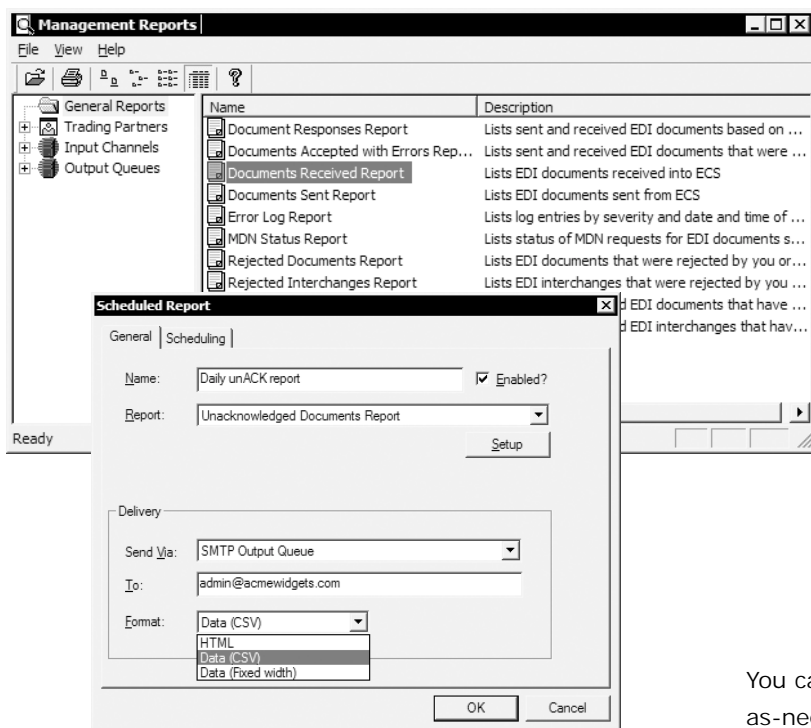 Management Reports
File View Help
General Reports
Trading Partners
Input Channels
Output Queues
Name Description
Document Responses Report Lists sent and received EDI documents based on ...
Documents Accepted with Errors Rep... Lists sent and received EDI documents that were ...
Documents Received Report Lists EDI documents received into ECS
Documents Sent Report Lists EDI documents sent from ECS
Error Log Report Lists log entries by severity and date and time of ...
MDN Status Report Lists status of MDN requests for EDI documents s...
Rejected Documents Report Lists EDI documents that were rejected by you or...
Rejected Interchanges Report Lists EDI interchanges that were rejected by you ...
d EDI documents that have ...
d EDI interchanges that hav...
Ready
Scheduled Report
General Scheduling
Name: Daily unACK report Enabled?
Report: Unacknowledged Documents Report
Setup
Delivery
Send Via: SMTP Output Queue
To: admin@acmewidgets.com
Format: Data (CSV)
HTML
Data (CSV)
Data (Fixed width)
OK Cancel
You ca
as-nee